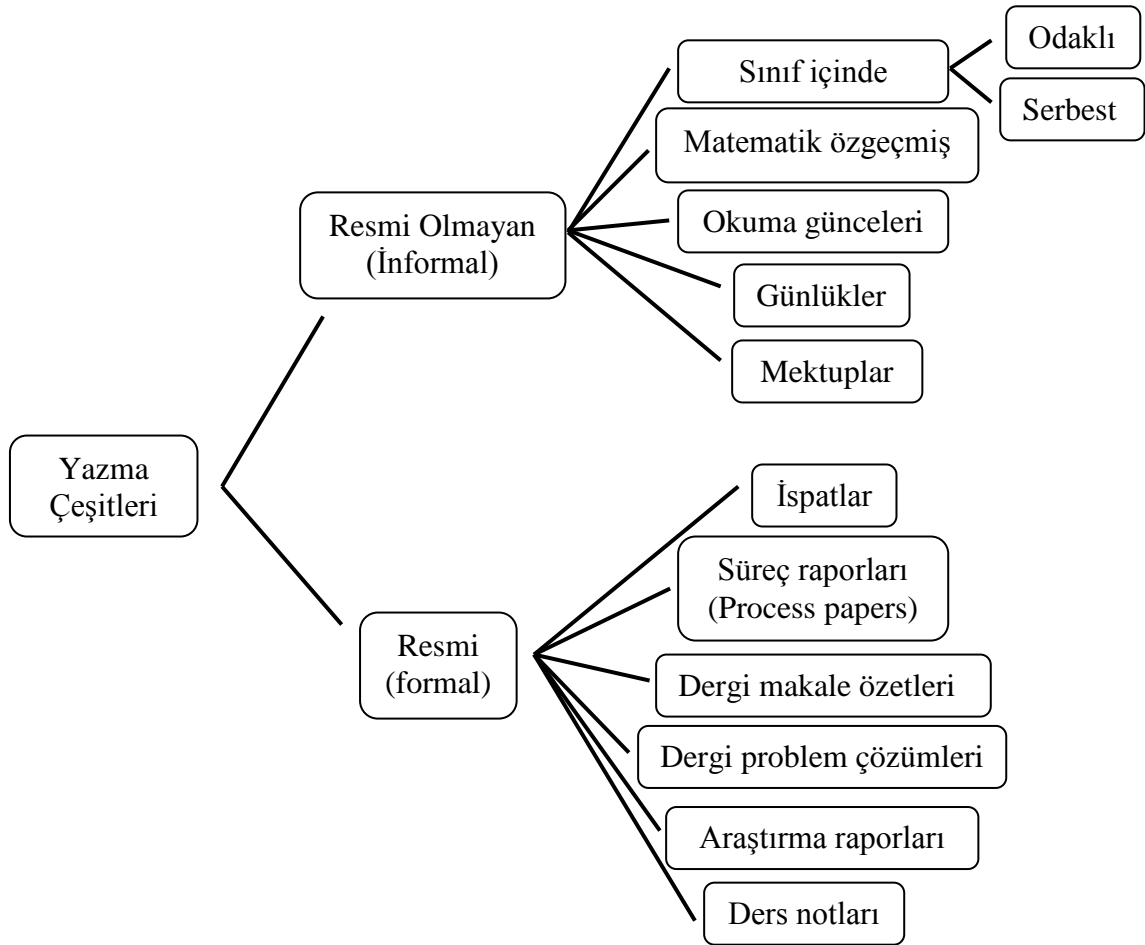 Yazma
Çeşitleri
Resmi Olmayan
(İnformal)
Sınıf içinde
Odaklı
Serbest
Matematik özgeçmiş
Okuma günceleri
Günlükler
Mektuplar
Resmi
(formal)
İspatlar
Süreç raporları
(Process papers)
Dergi makale özetleri
Dergi problem çözümleri
Araştırma raporları
Ders notları